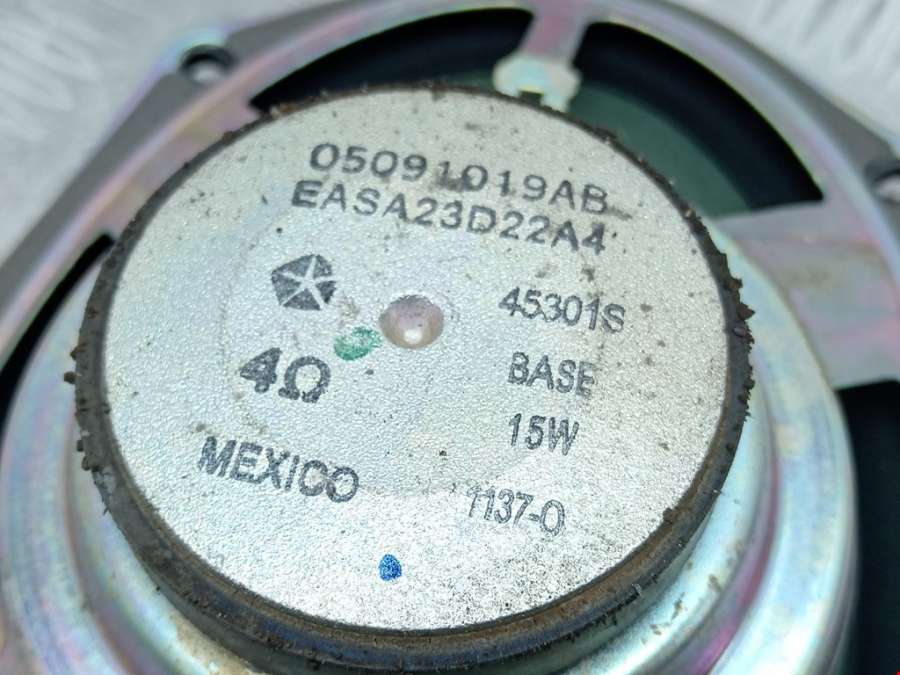 05091019AB
EASA23D22A4
45301S
4Ω
BASE
15W
MEXICO
1137-O